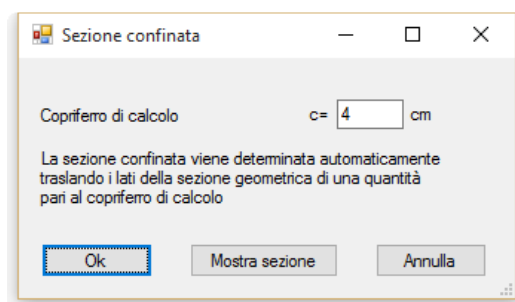 Sezione confinata
Copriferro di calcolo c= 4 cm
La sezione confinata viene determinata automaticamente
traslando i lati della sezione geometrica di una quantità
pari al copriferro di calcolo
Ok Mostra sezione Annulla